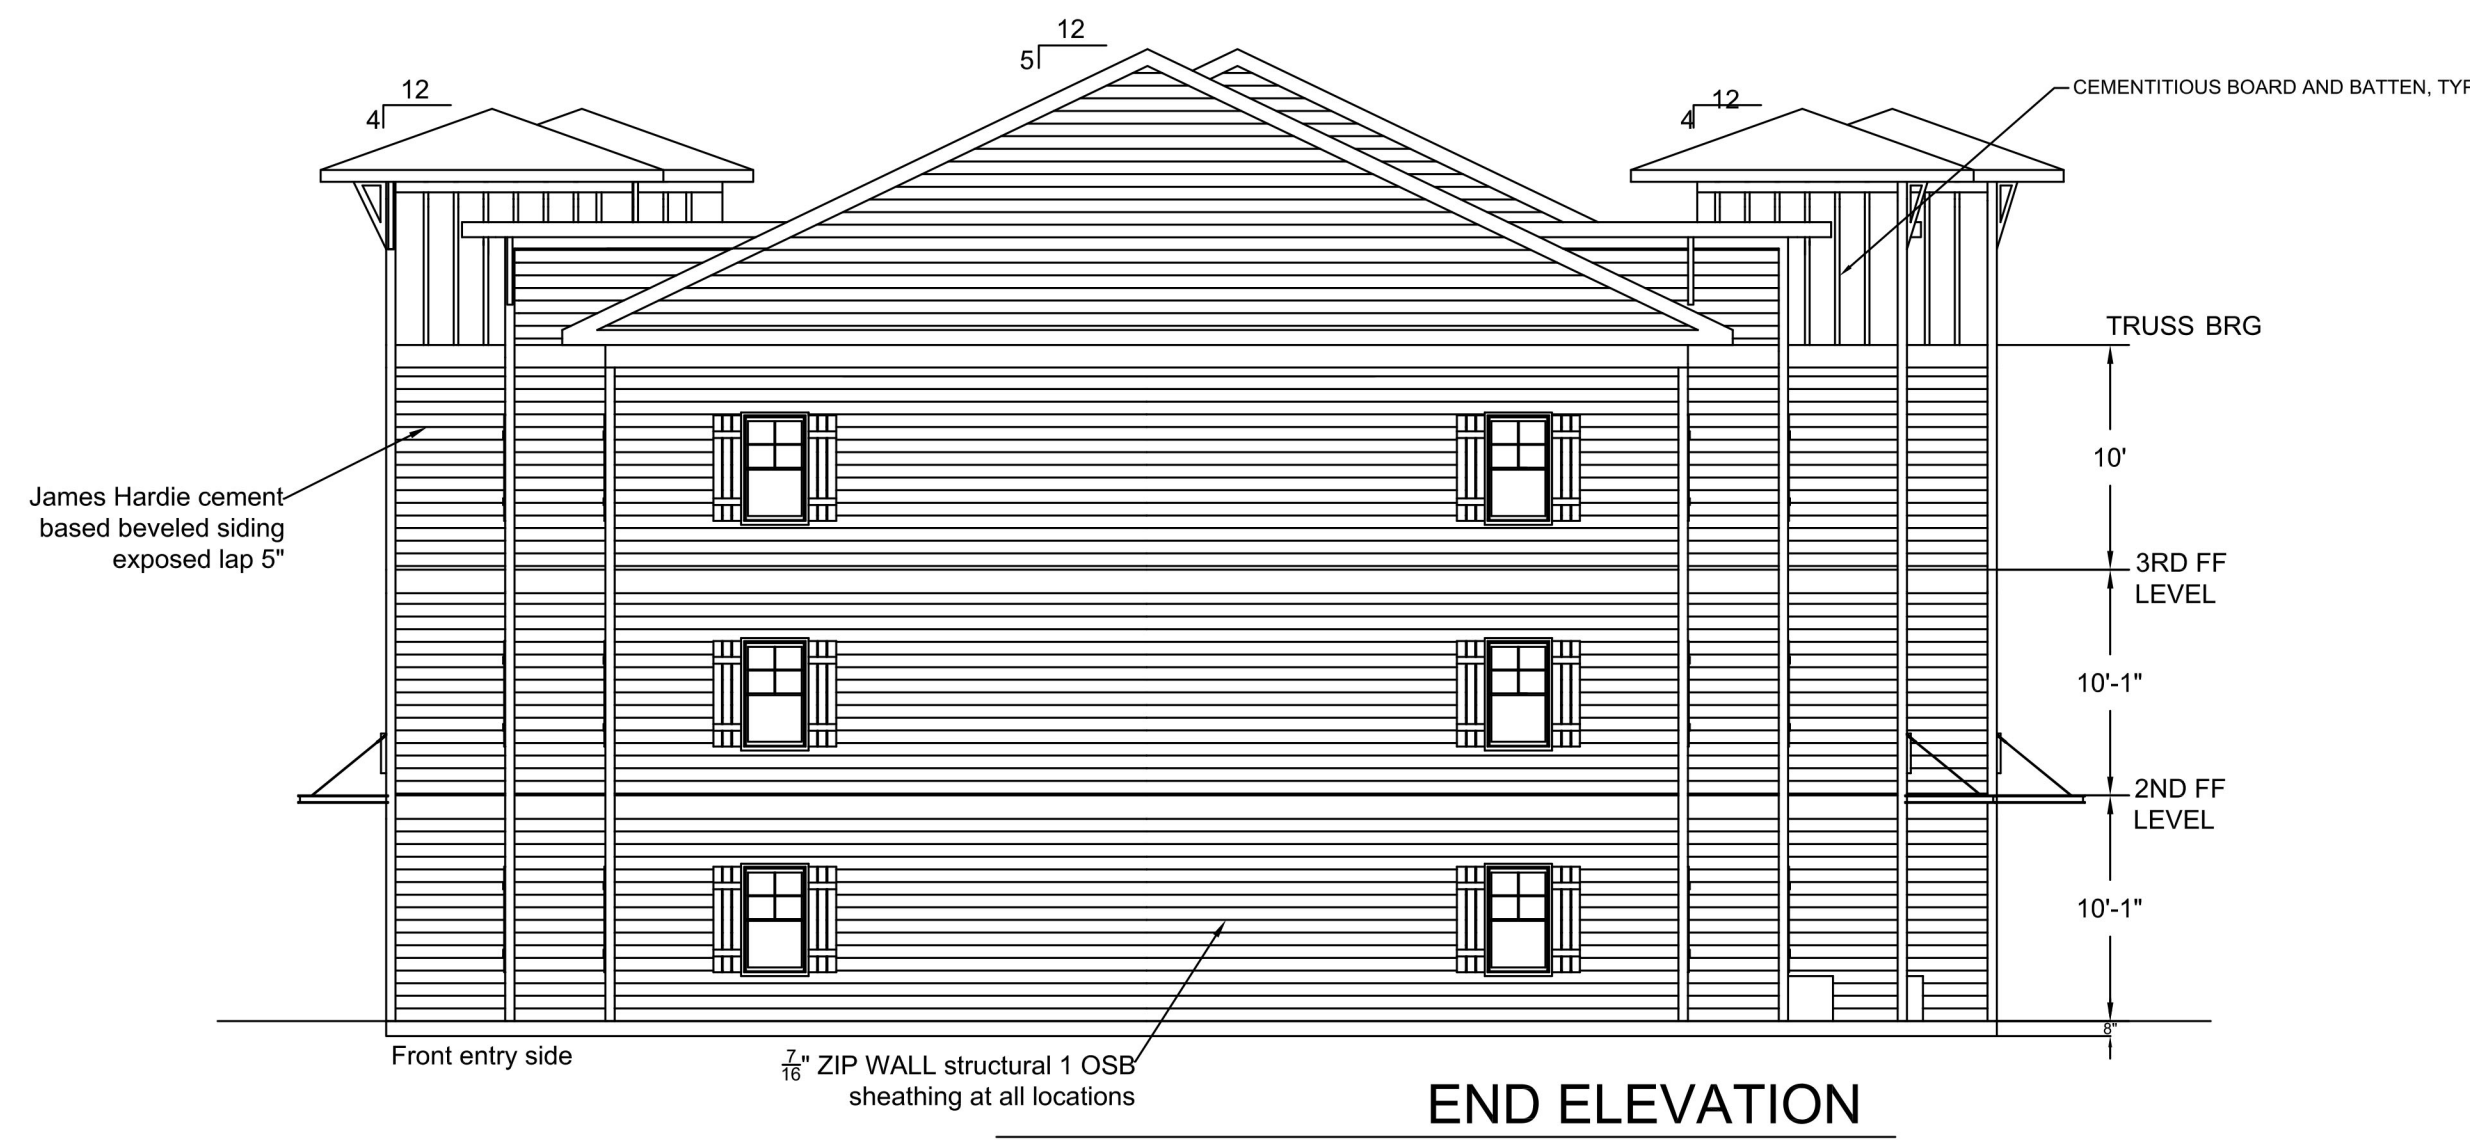 12
5
12
4
12
4
CEMENTITIOUS BOARD AND BATTEN, TYP
TRUSS BRG
10'
James Hardie cement
based beveled siding
exposed lap 5"
3RD FF
LEVEL
10'-1"
2ND FF
LEVEL
10'-1"
8"
Front entry side
7/16" ZIP WALL structural 1 OSB
sheathing at all locations
END ELEVATION